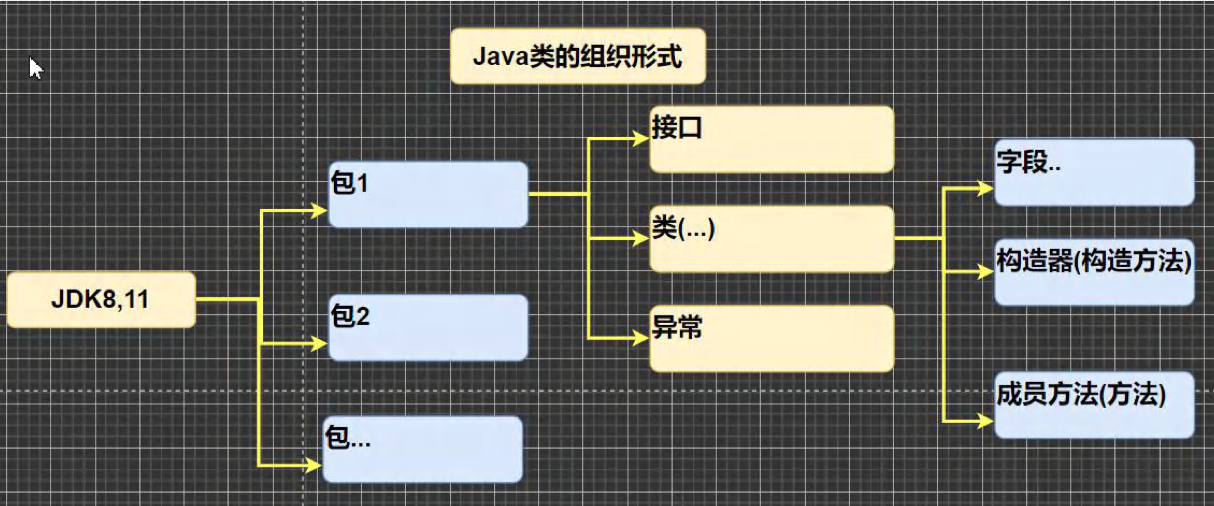 Java类的组织形式
JDK8,11
包1
包2
包...
接口
类(...)
异常
字段..
构造器(构造方法)
成员方法(方法)